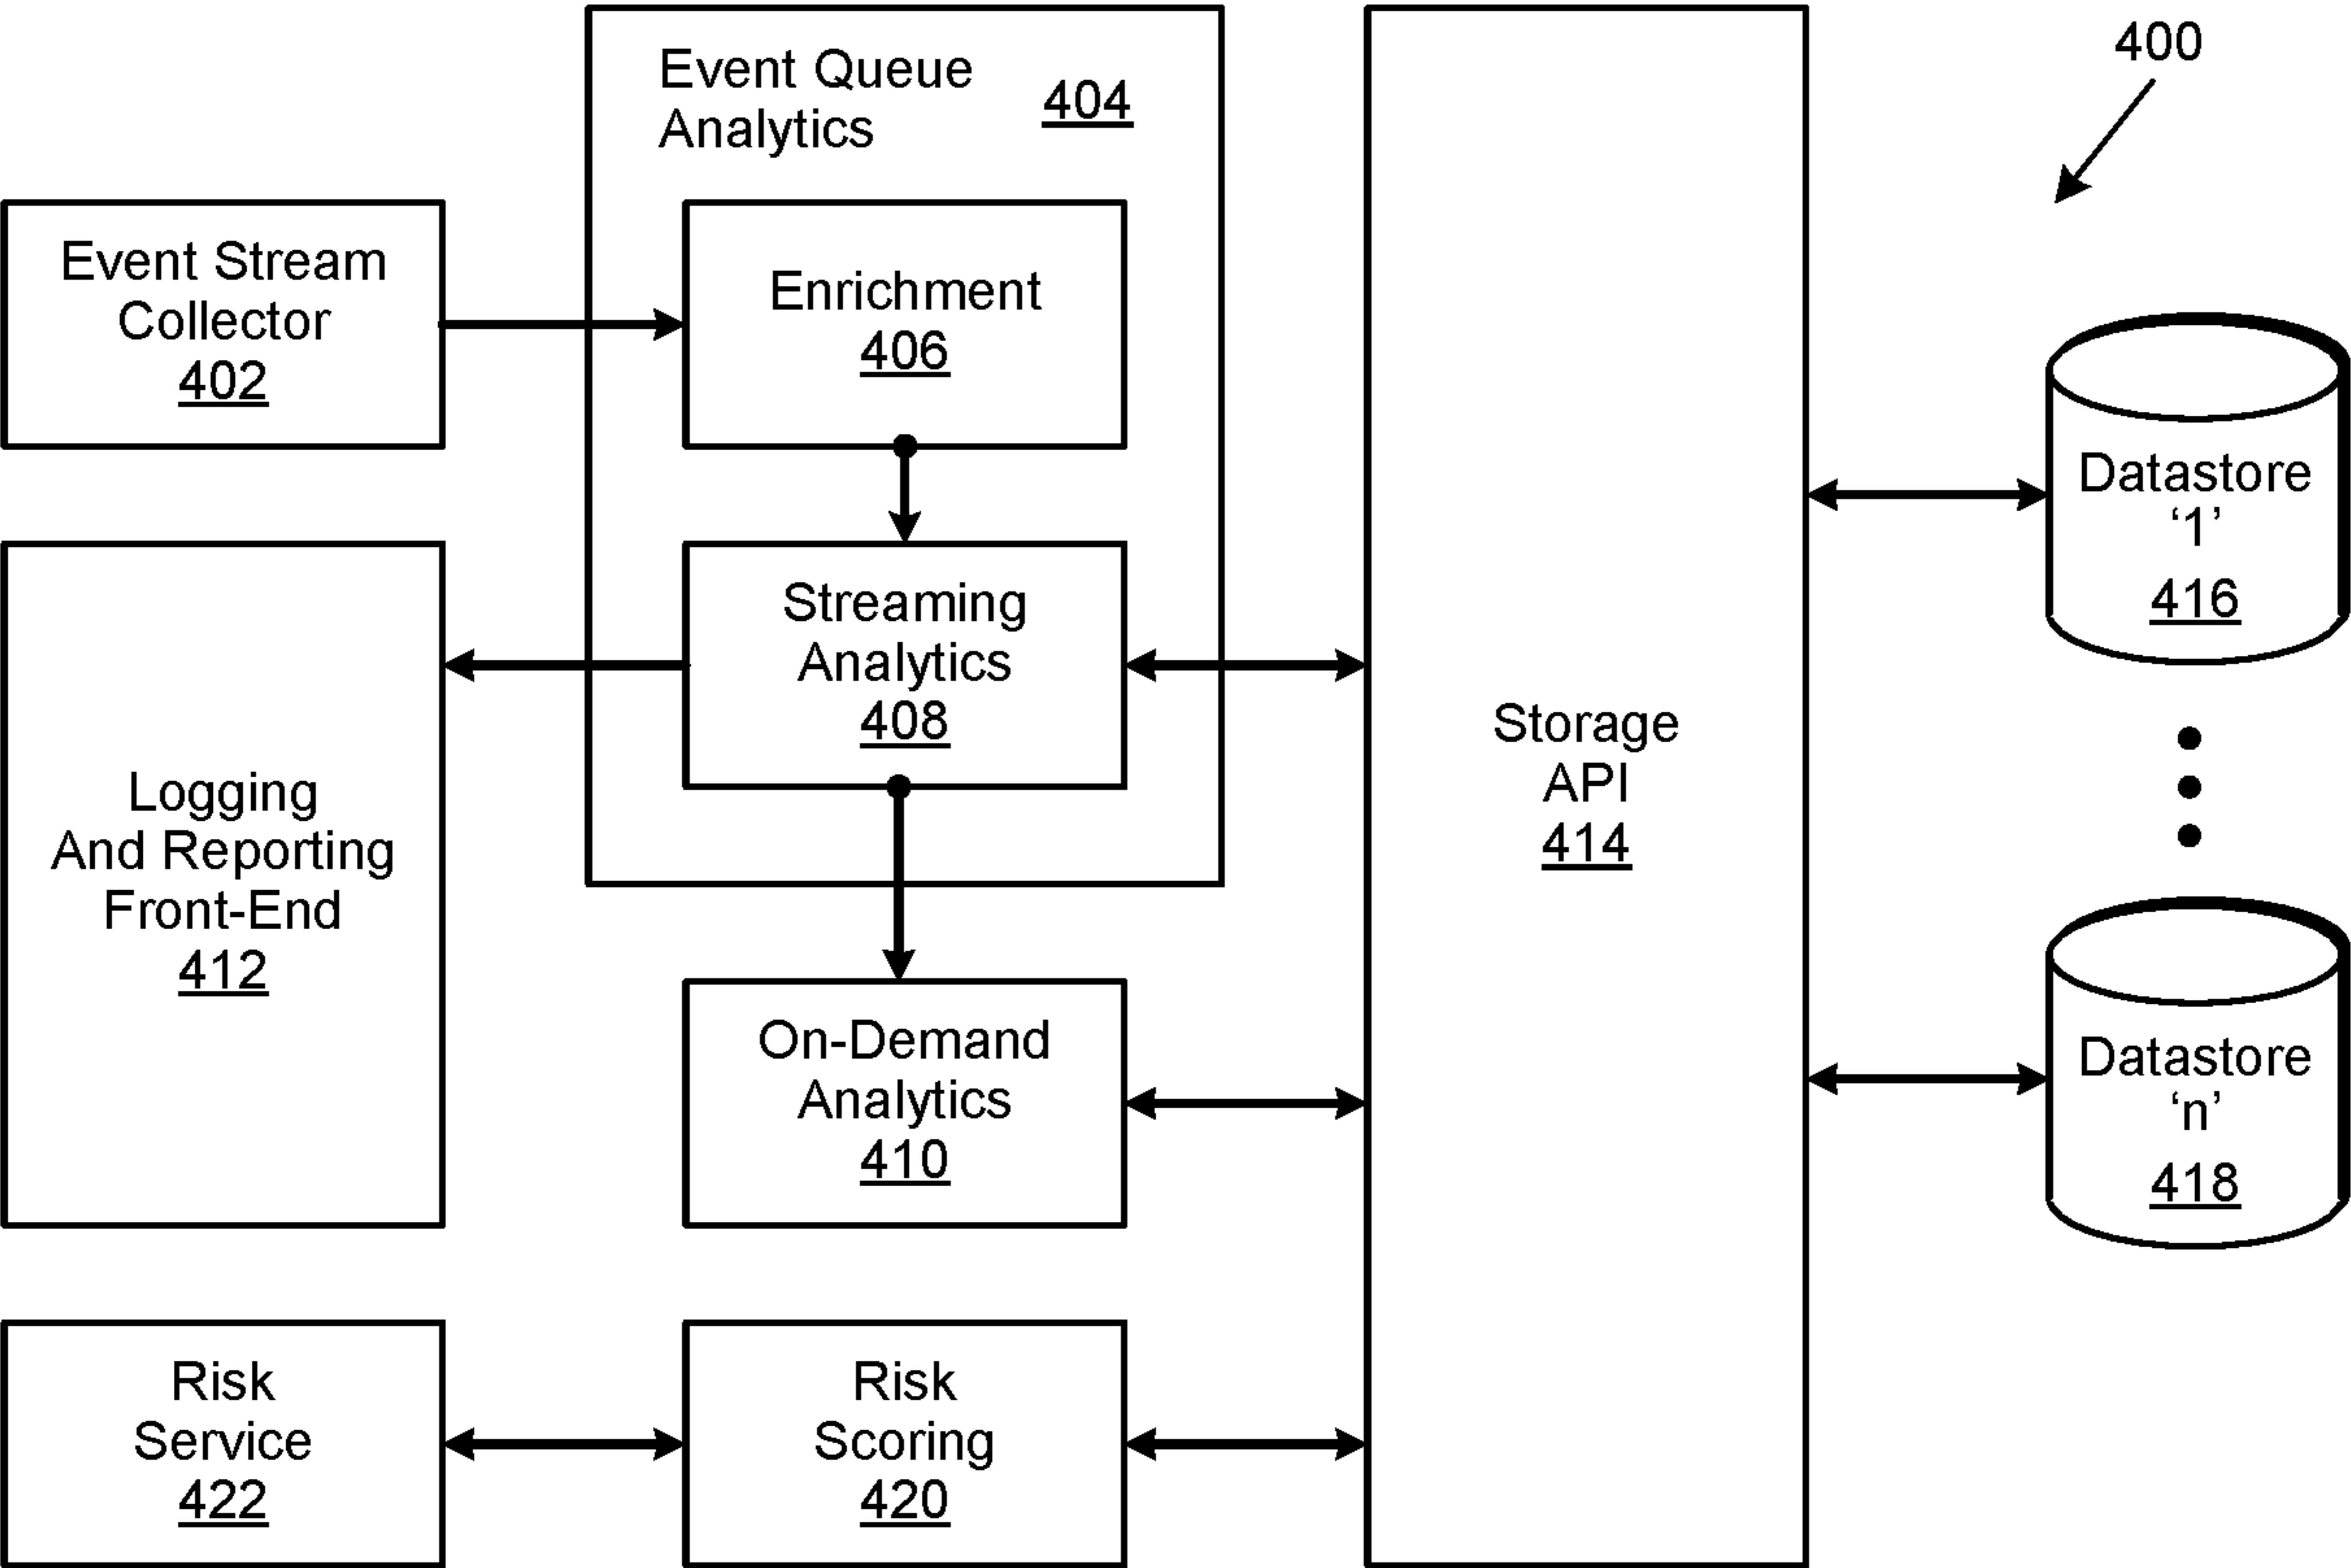 Event Queue
Analytics
404
400
Event Stream
Collector
402
Enrichment
406
Streaming
Analytics
408
Logging
And Reporting
Front-End
412
On-Demand
Analytics
410
Storage
API
414
Datastore
‘1’
416
Datastore
‘n’
418
Risk
Service
422
Risk
Scoring
420